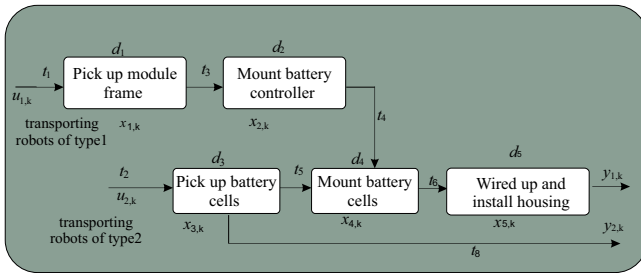 d1
d2
t1
Pick up module
frame
t3
Mount battery
controller
u1,k
transporting
robots of type1
x1,k
x2,k
t4
d3
d4
d5
t2
u2,k
Pick up battery
cells
t5
Mount battery
cells
t6
Wired up and
install housing
y1,k
transporting
robots of type2
x3,k
x4,k
x5,k
y2,k
t8